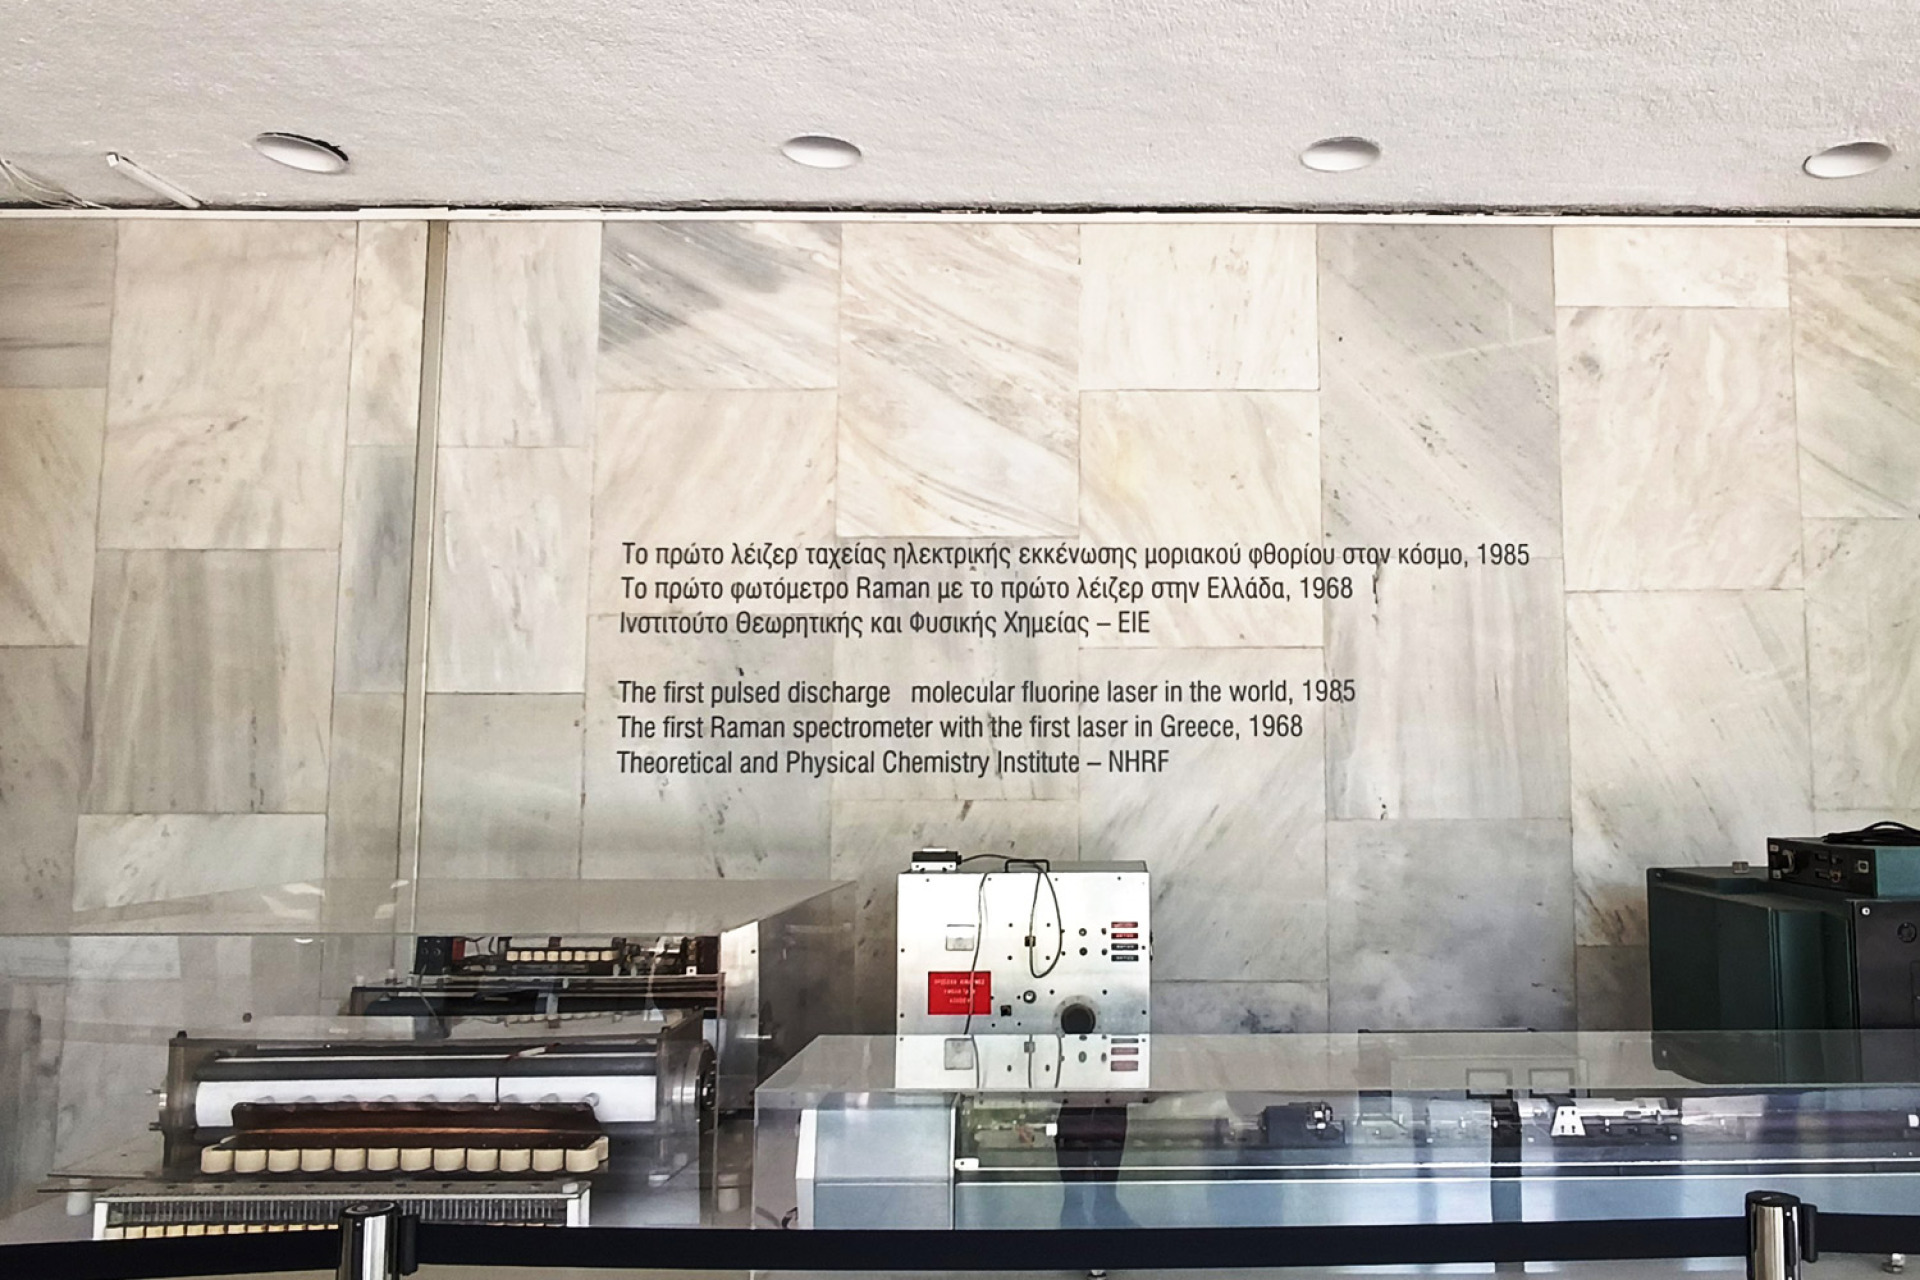 Το πρώτο λέιζερ ταχείας ηλεκτρικής εκκένωσης μοριακού φθορίου στον κόσμο, 1985
Το πρώτο φωτόμετρο Raman με το πρώτο λέιζερ στην Ελλάδα, 1968
Ινστιτούτο Θεωρητικής και Φυσικής Χημείας – ΕΙΕ
The first pulsed discharge molecular fluorine laser in the world, 1985
The first Raman spectrometer with the first laser in Greece, 1968
Theoretical and Physical Chemistry Institute – NHRF